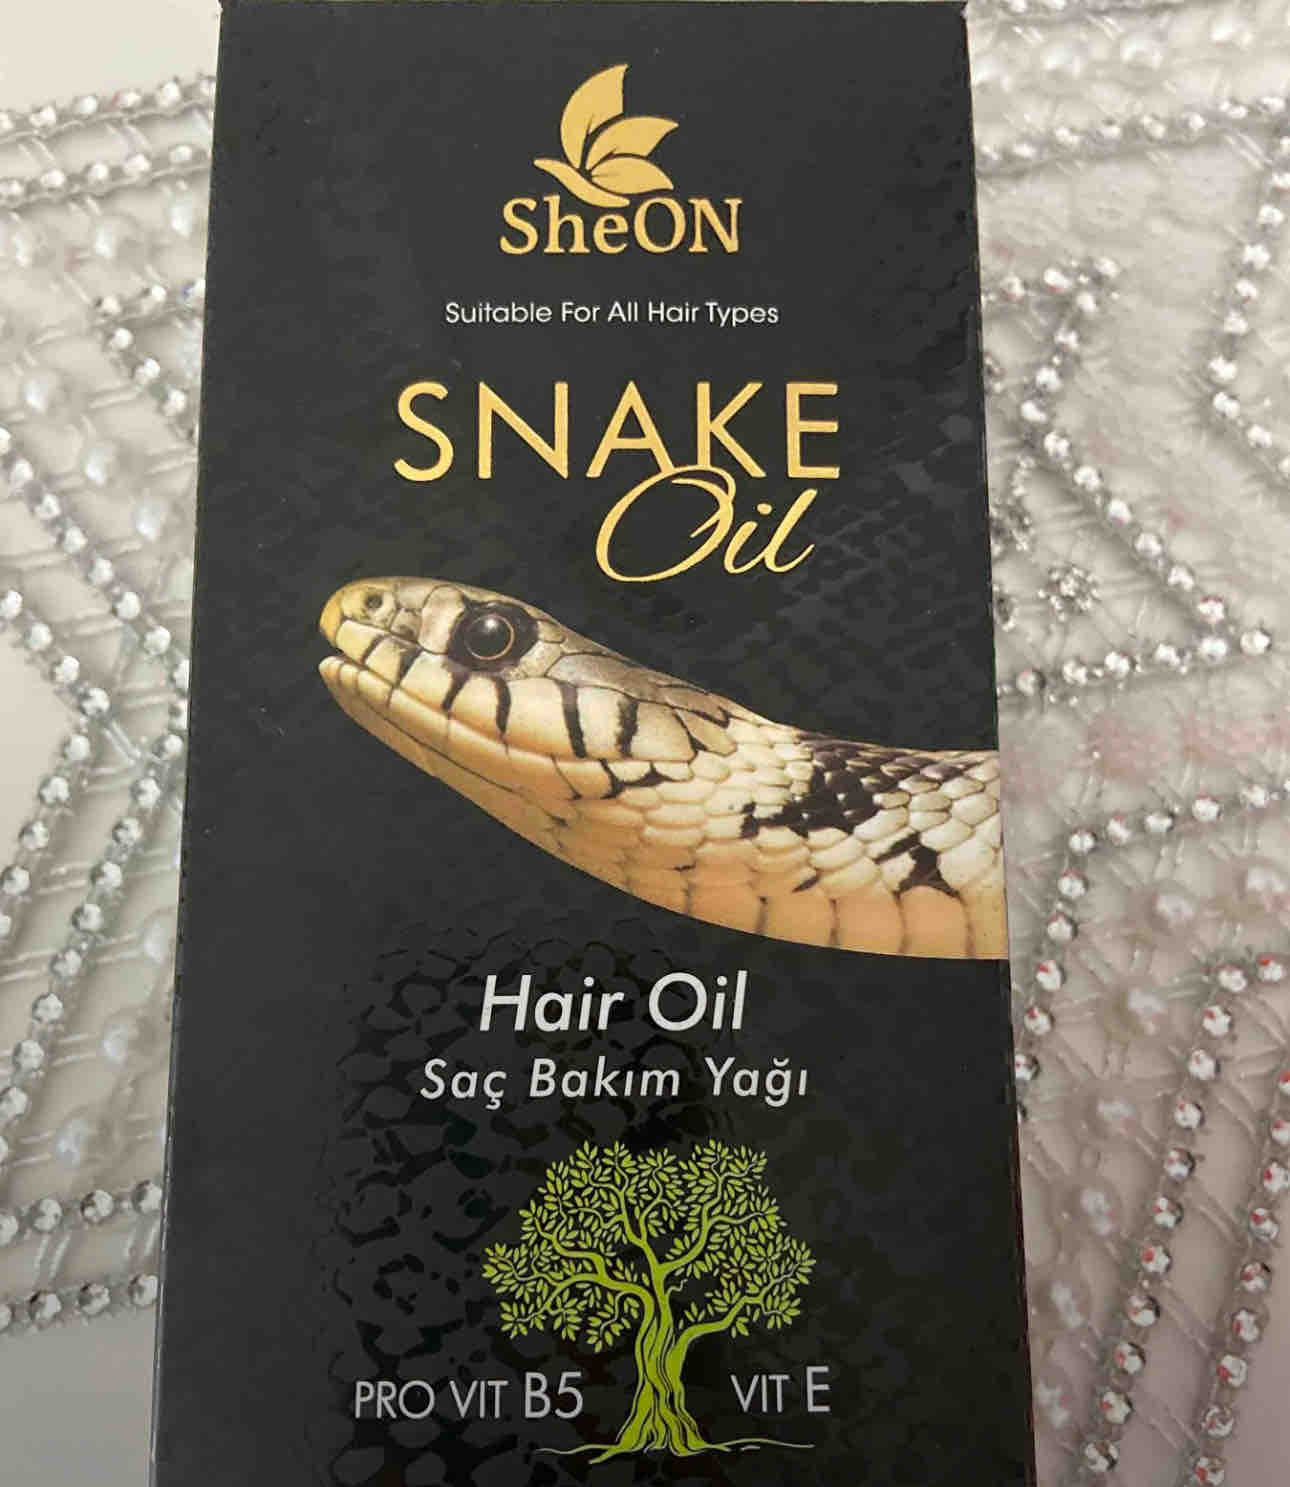 SheON
Suitable For All Hair Types
SNAKE
Oil
Hair Oil
Saç Bakım Yağı
PRO VIT B5
VIT E